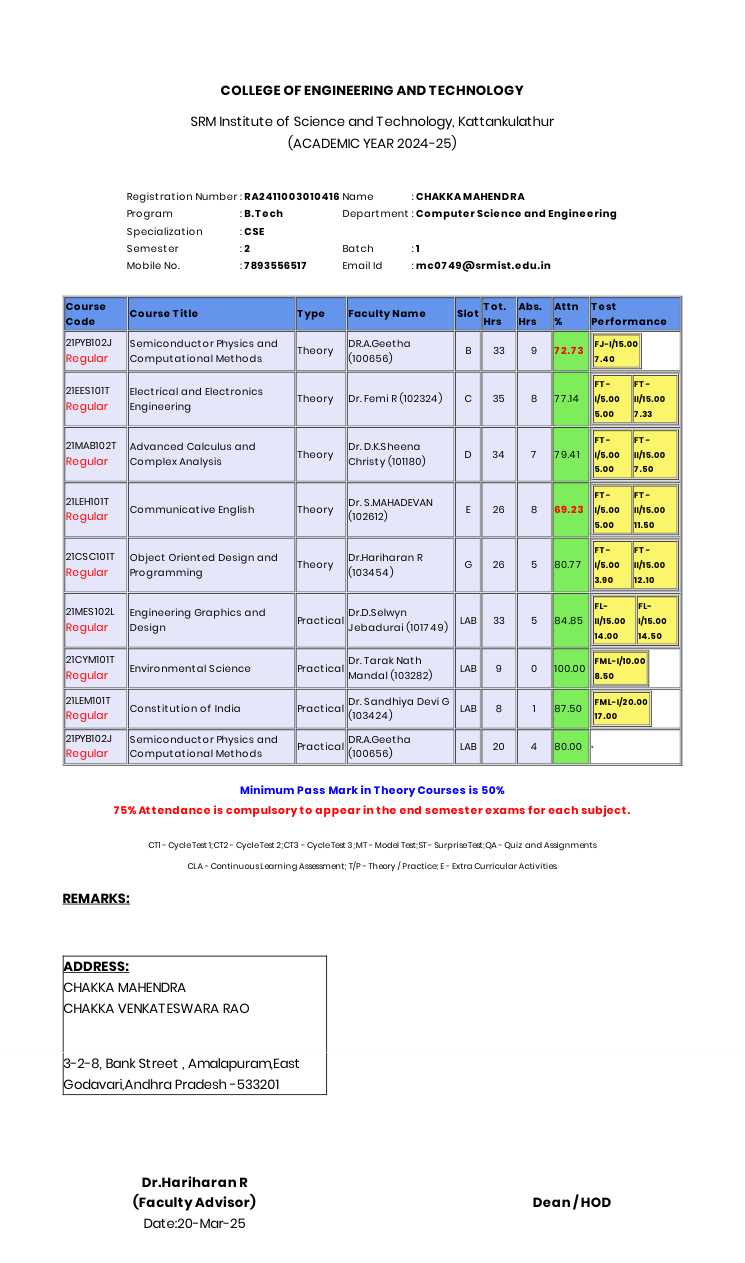 COLLEGE OF ENGINEERING AND TECHNOLOGY
SRM Institute of Science and Technology, Kattankulathur
(ACADEMIC YEAR 2024-25)
Registration Number : RA2411003010416 Name : CHAKKA MAHENDRA
Program : B.Tech Department : Computer Science and Engineering
Specialization : CSE
Semester : 2 Batch : 1
Mobile No. : 7893556517 Email Id : mc0749@srmist.edu.in
Course Code Course Title Type Faculty Name Slot Tot. Hrs Abs. Hrs Attn % Test Performance
21PYB102J Regular Semiconductor Physics and Computational Methods Theory DR.A.Geetha (100656) B 33 9 72.73 FJ-I/15.00 7.40
21EES101T Regular Electrical and Electronics Engineering Theory Dr. Femi R (102324) C 35 8 77.14 FT-I/5.00 5.00 FT-II/15.00 7.33
21MAB102T Regular Advanced Calculus and Complex Analysis Theory Dr. D.K.Sheena Christy (101180) D 34 7 79.41 FT-I/5.00 5.00 FT-II/15.00 7.50
21LEH101T Regular Communicative English Theory Dr. S.MAHADEVAN (102612) E 26 8 69.23 FT-I/5.00 5.00 FT-II/15.00 11.50
21CSC101T Regular Object Oriented Design and Programming Theory Dr.Hariharan R (103454) G 26 5 80.77 FT-I/5.00 3.90 FT-II/15.00 12.10
21MES102L Regular Engineering Graphics and Design Practical Dr.D.Selwyn Jebadurai (101749) LAB 33 5 84.85 FL-II/15.00 14.00 FL-I/15.00 14.50
21CYM101T Regular Environmental Science Practical Dr. Tarak Nath Mandal (103282) LAB 9 0 100.00 FML-I/10.00 8.50
21LEM101T Regular Constitution of India Practical Dr. Sandhiya Devi G (103424) LAB 8 1 87.50 FML-I/20.00 17.00
21PYB102J Regular Semiconductor Physics and Computational Methods Practical DR.A.Geetha (100656) LAB 20 4 80.00 -
Minimum Pass Mark in Theory Courses is 50%
75% Attendance is compulsory to appear in the end semester exams for each subject.
CT1 - Cycle Test 1;CT2 - Cycle Test 2;CT3 - Cycle Test 3;MT - Model Test;ST - Surprise Test;QA - Quiz and Assignments
CLA - Continuous Learning Assessment; T/P - Theory / Practice; E - Extra Curricular Activities.
REMARKS:
ADDRESS:
CHAKKA MAHENDRA
CHAKKA VENKATESWARA RAO
3-2-8, Bank Street , Amalapuram,East
Godavari,Andhra Pradesh -533201
Dr.Hariharan R
(Faculty Advisor) Dean / HOD
Date:20-Mar-25